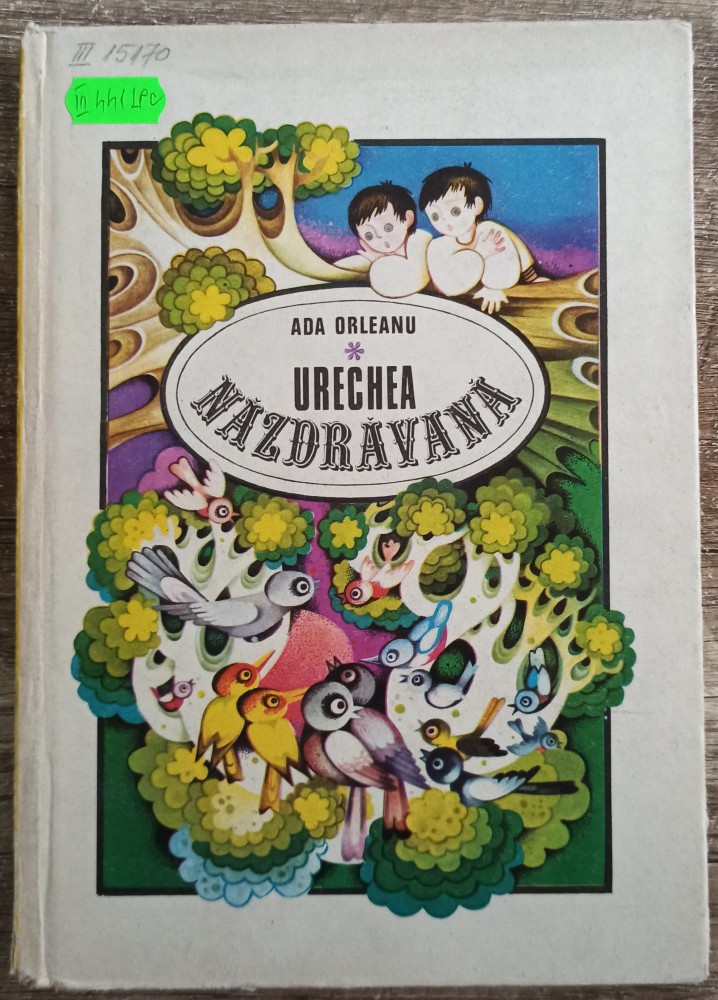 III 15170
ADA ORLEANU
*
URECHEA
NĂZDRĂVANĂ